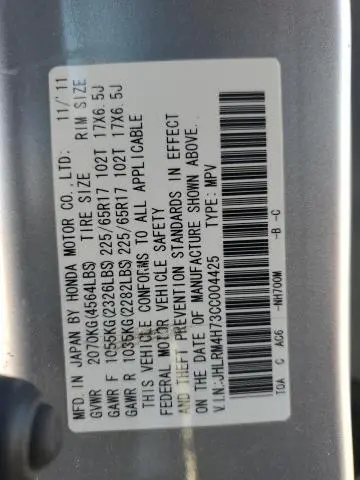 MFD. IN JAPAN BY HONDA MOTOR CO., LTD: 11/'11
GVWR 2070KG(4564LBS) TIRE SIZE RIM SIZE
GAWR F 1055KG(2326LBS)225/65R17 102T 17X6.5J
GAWR R 1035KG(2282LBS)225/65R17 102T 17X6.5J
THIS VEHICLE CONFORMS TO ALL APPLICABLE
FEDERAL MOTOR VEHICLE SAFETY
AND THEFT PREVENTION STANDARDS IN EFFECT
ON THE DATE OF MANUFACTURE SHOWN ABOVE.
V.I.N:JHLRM4H73CC004425 TYPE: MPV
TOA C AC6 -NH700M -B -C